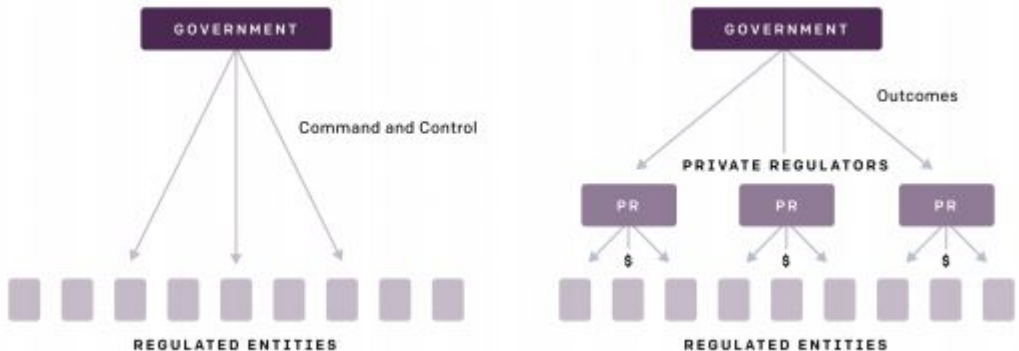 GOVERNMENT
Command and Control
REGULATED ENTITIES
GOVERNMENT
Outcomes
PRIVATE REGULATORS
PR PR PR
$ $ $
REGULATED ENTITIES